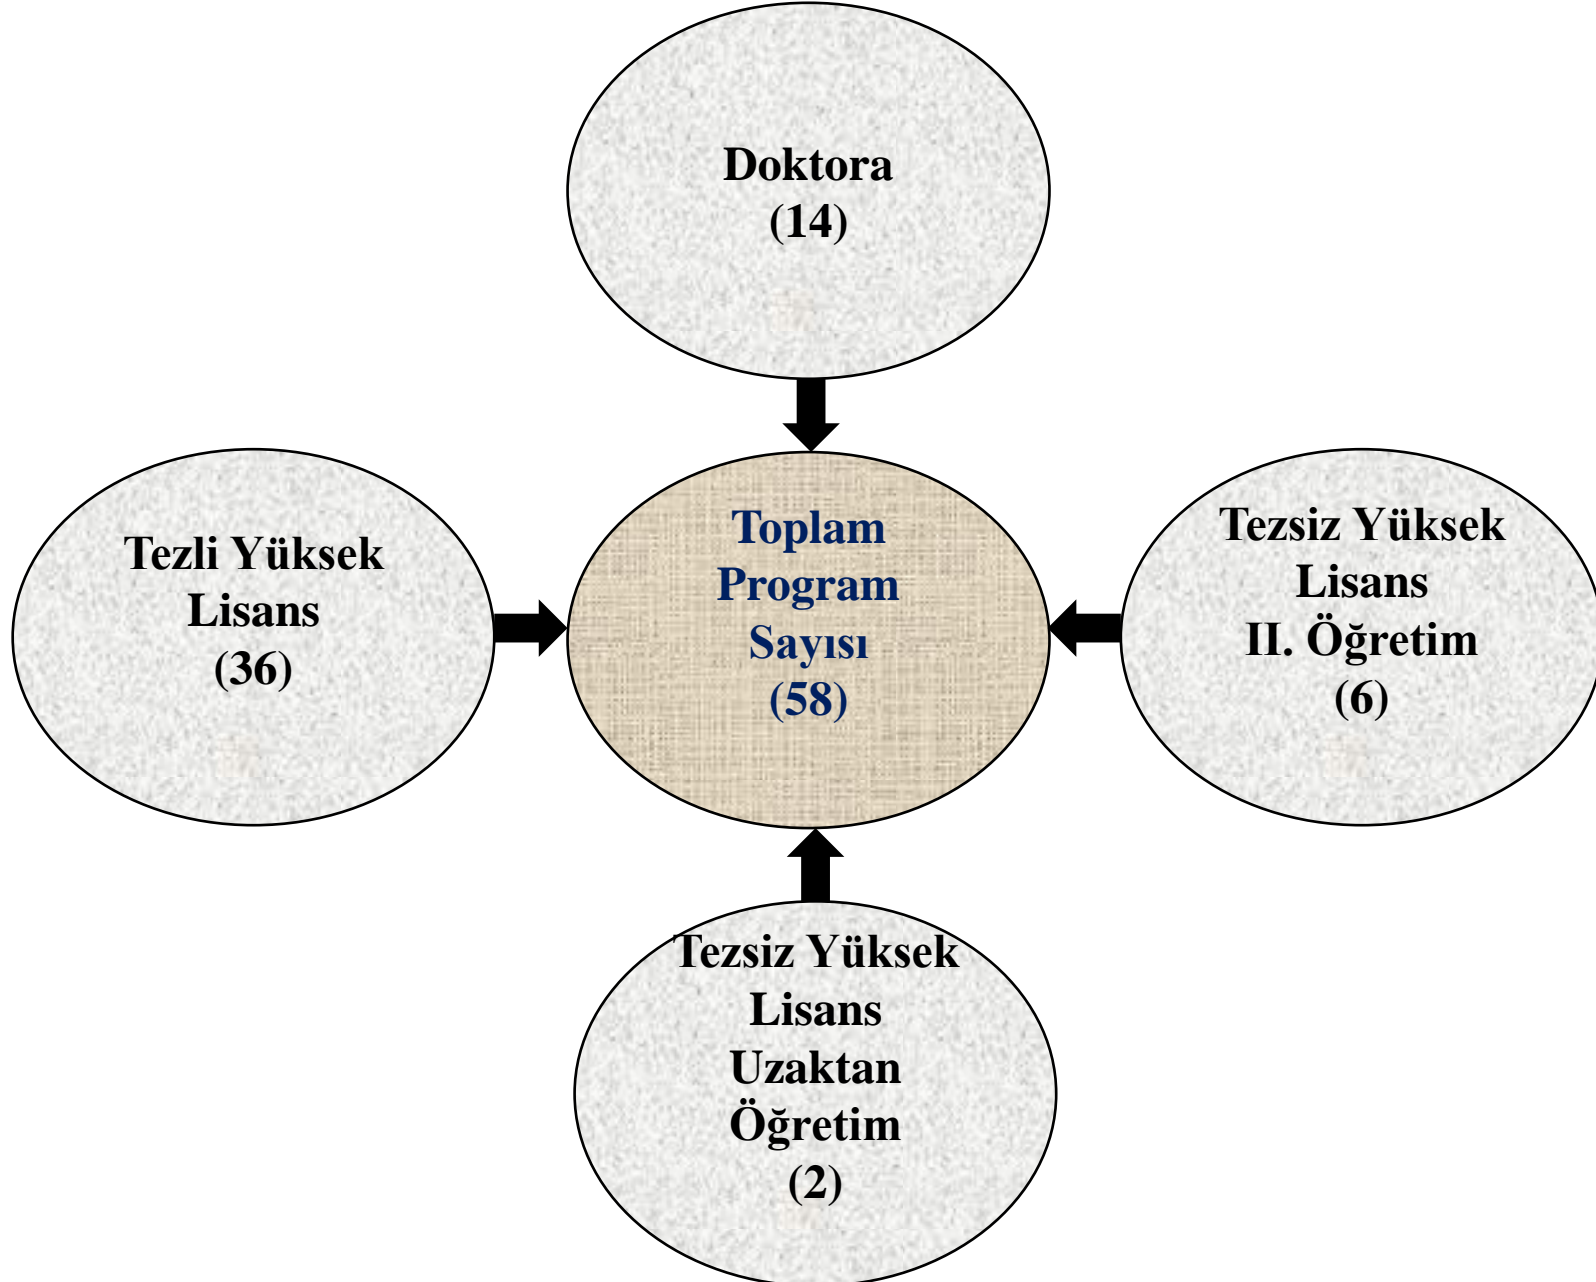 Doktora
(14)
Tezli Yüksek
Lisans
(36)
Toplam
Program
Sayısı
(58)
Tezsiz Yüksek
Lisans
II. Öğretim
(6)
Tezsiz Yüksek
Lisans
Uzaktan
Öğretim
(2)